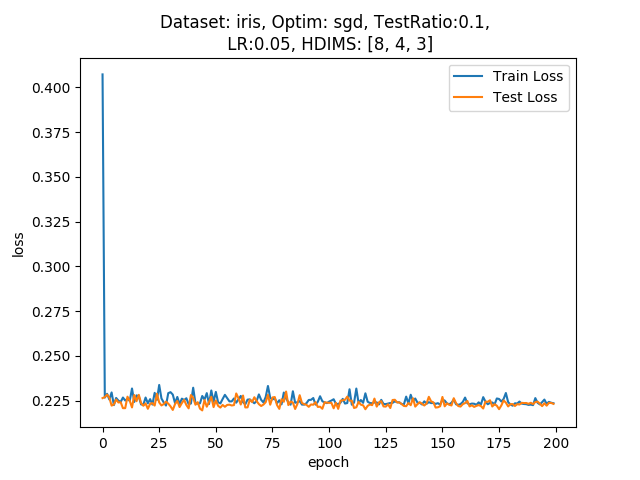 Dataset: iris, Optim: sgd, TestRatio:0.1,
LR:0.05, HDIMS: [8, 4, 3]
Train Loss
Test Loss
0.400
0.375
0.350
0.325
0.300
0.275
0.250
0.225
loss
0 25 50 75 100 125 150 175 200
epoch